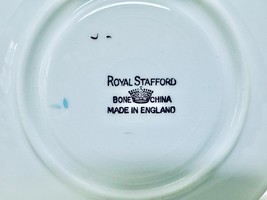 ROYAL STAFFORD
BONE CHINA
MADE IN ENGLAND